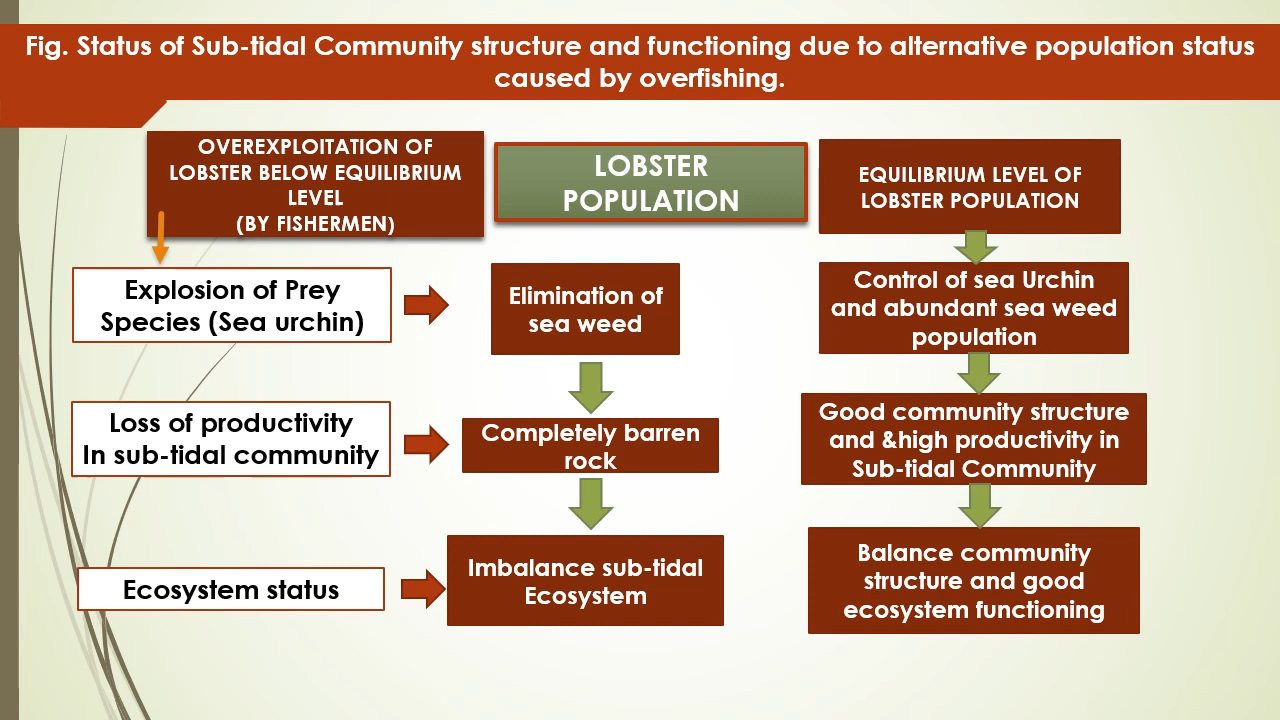 Fig. Status of Sub-tidal Community structure and functioning due to alternative population status
caused by overfishing.
OVEREXPLOITATION OF
LOBSTER BELOW EQUILIBRIUM
LEVEL
(BY FISHERMEN)
LOBSTER
POPULATION
EQUILIBRIUM LEVEL OF
LOBSTER POPULATION
Explosion of Prey
Species (Sea urchin)
Elimination of
sea weed
Control of sea Urchin
and abundant sea weed
population
Loss of productivity
In sub-tidal community
Completely barren
rock
Good community structure
and &high productivity in
Sub-tidal Community
Ecosystem status
Imbalance sub-tidal
Ecosystem
Balance community
structure and good
ecosystem functioning